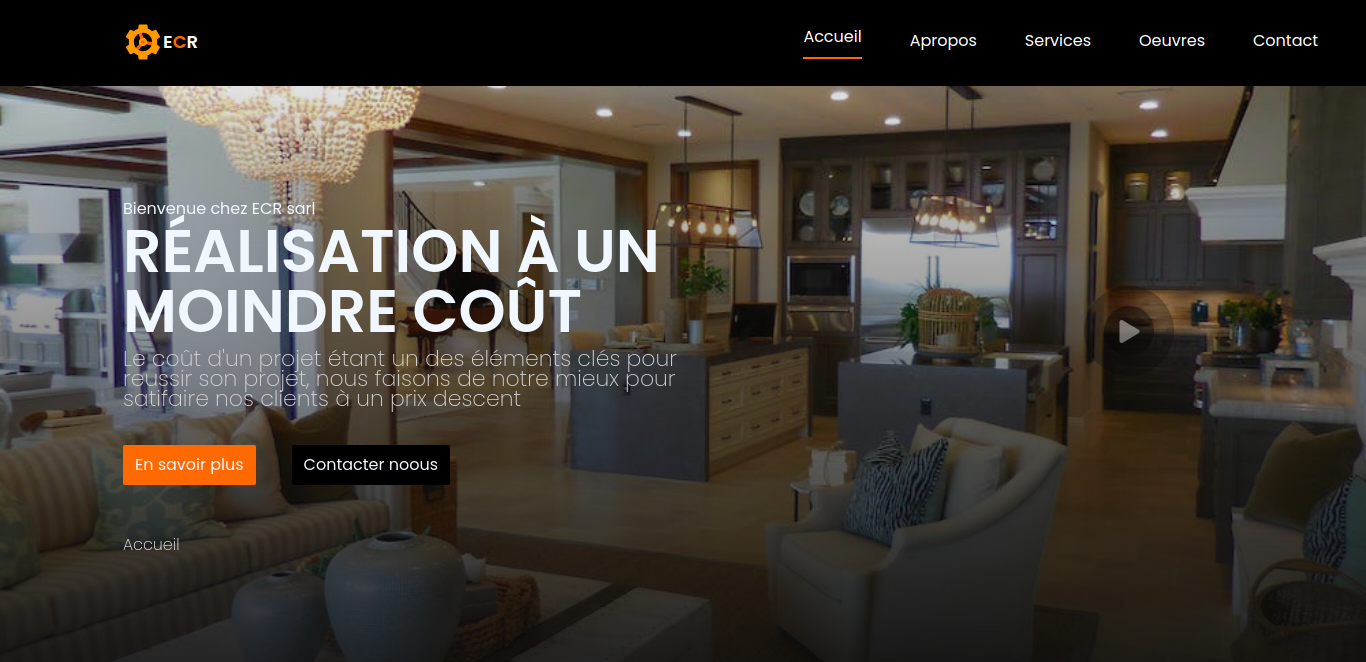 ECR
Accueil
Apropos
Services
Oeuvres
Contact
Bienvenue chez ECR sarl
RÉALISATION À UN
MOINDRE COÛT
Le coût d'un projet étant un des éléments clés pour
reussir son projet, nous faisons de notre mieux pour
satifaire nos clients à un prix descent
En savoir plus
Contacter noous
Accueil